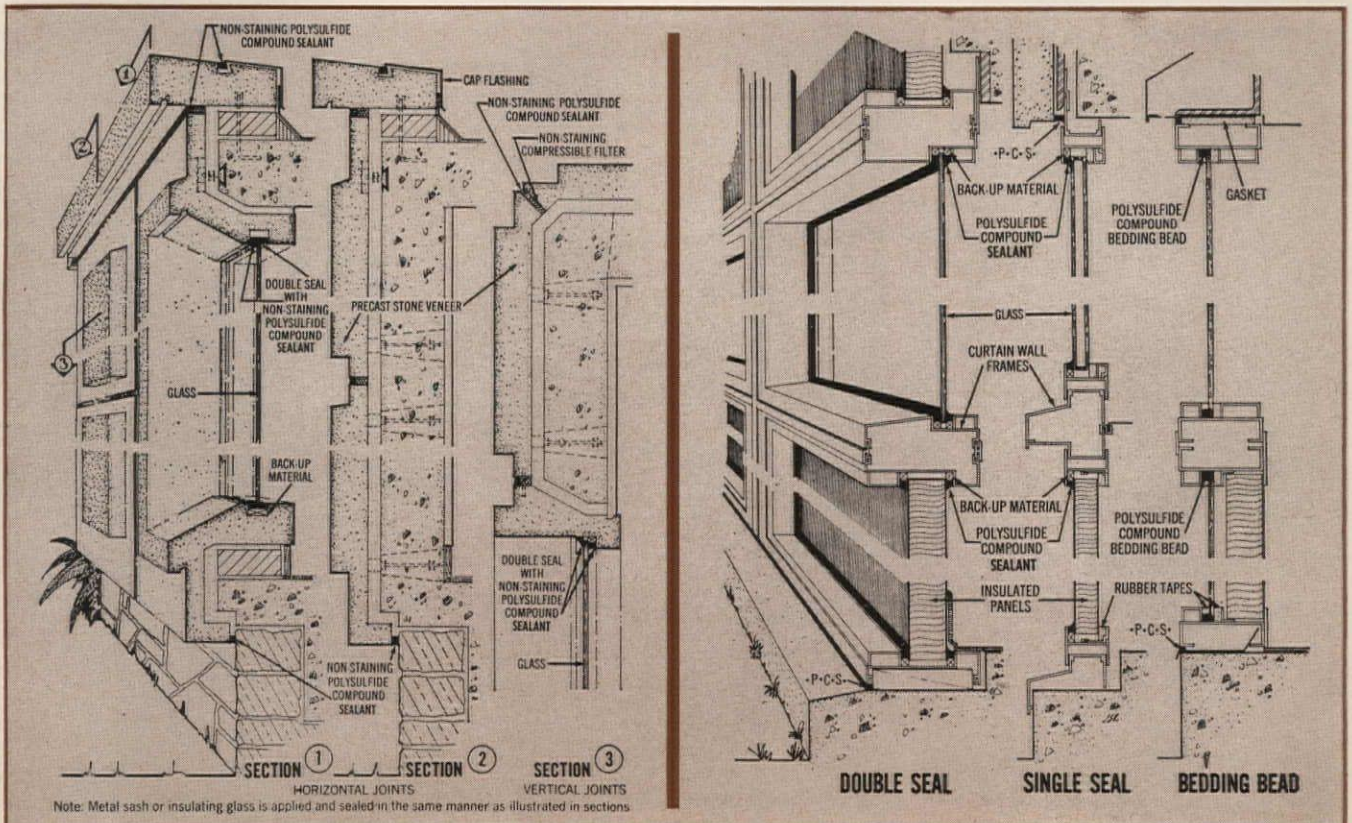 NON-STAINING POLYSULFIDE
COMPOUND SEALANT
1
CAP FLASHING
NON-STAINING POLYSULFIDE
COMPOUND SEALANT
2
NON-STAINING
COMPRESSIBLE FILTER
DOUBLE SEAL
WITH
NON-STAINING
POLYSULFIDE
COMPOUND
SEALANT
PRECAST STONE VENEER
3
GLASS
BACK-UP
MATERIAL
DOUBLE SEAL
WITH
NON-STAINING
POLYSULFIDE
COMPOUND
SEALANT
GLASS
NON STAINING
POLYSULFIDE
COMPOUND
SEALANT
SECTION 1
SECTION 2
SECTION 3
HORIZONTAL JOINTS
VERTICAL JOINTS
Note: Metal sash or insulating glass is applied and sealed in the same manner as illustrated in sections
•P•C•S•
BACK-UP MATERIAL
GASKET
POLYSULFIDE
COMPOUND
SEALANT
POLYSULFIDE
COMPOUND
BEDDING BEAD
GLASS
CURTAIN WALL
FRAMES
BACK-UP MATERIAL
POLYSULFIDE
COMPOUND
SEALANT
POLYSULFIDE
COMPOUND
BEDDING BEAD
INSULATED
PANELS
RUBBER TAPES
•P•C•S•
•P•C•S•
DOUBLE SEAL
SINGLE SEAL
BEDDING BEAD